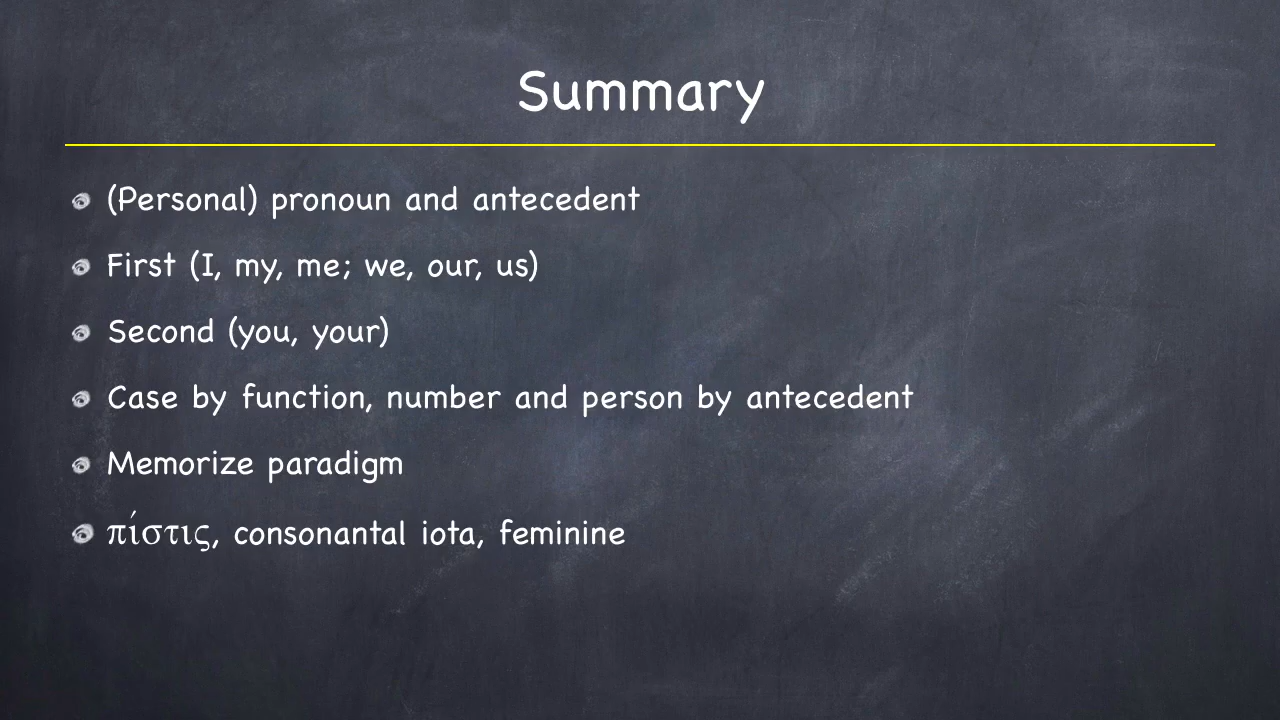 Summary
(Personal) pronoun and antecedent
First (I, my, me; we, our, us)
Second (you, your)
Case by function, number and person by antecedent
Memorize paradigm
πίστις, consonantal iota, feminine